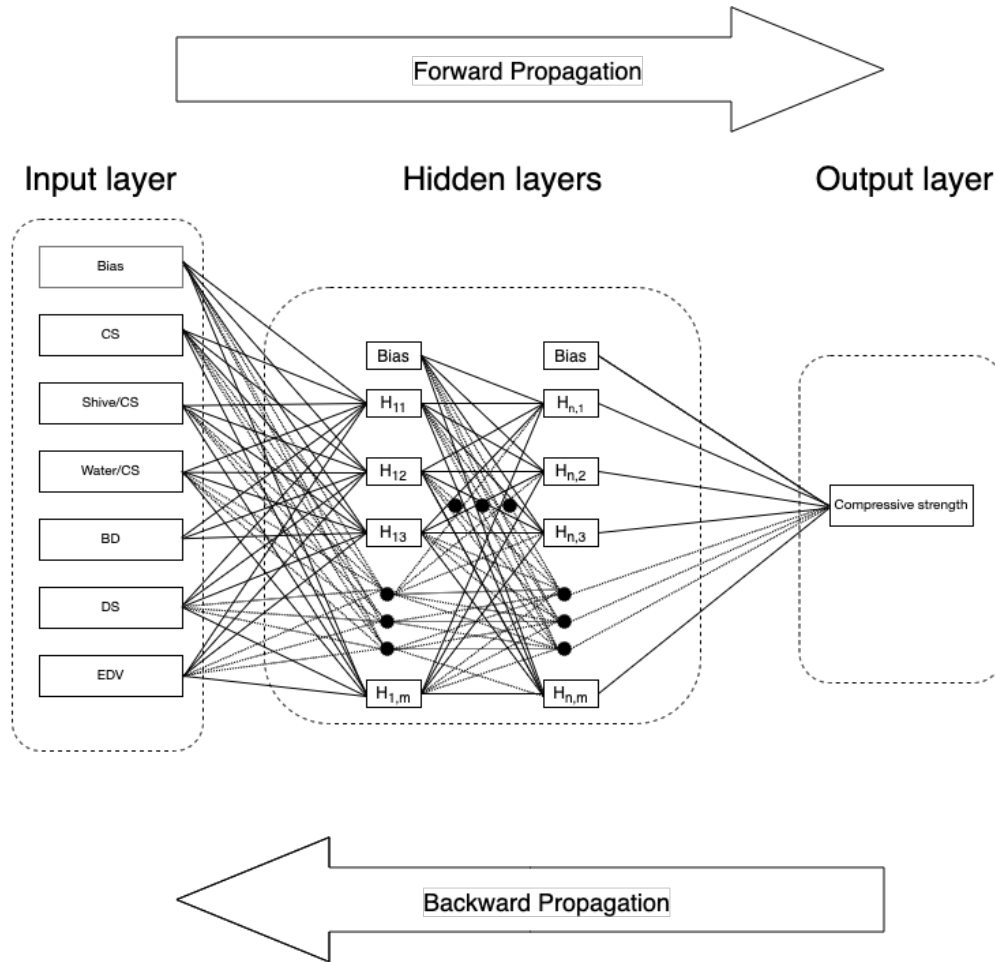 Forward Propagation
Input layer
Hidden layers
Output layer
Bias
CS
Shive/CS
Water/CS
BD
DS
EDV
Bias
H11
H12
H13
H1,m
Bias
Hn,1
Hn,2
Hn,3
Hn,m
Compressive strength
Backward Propagation